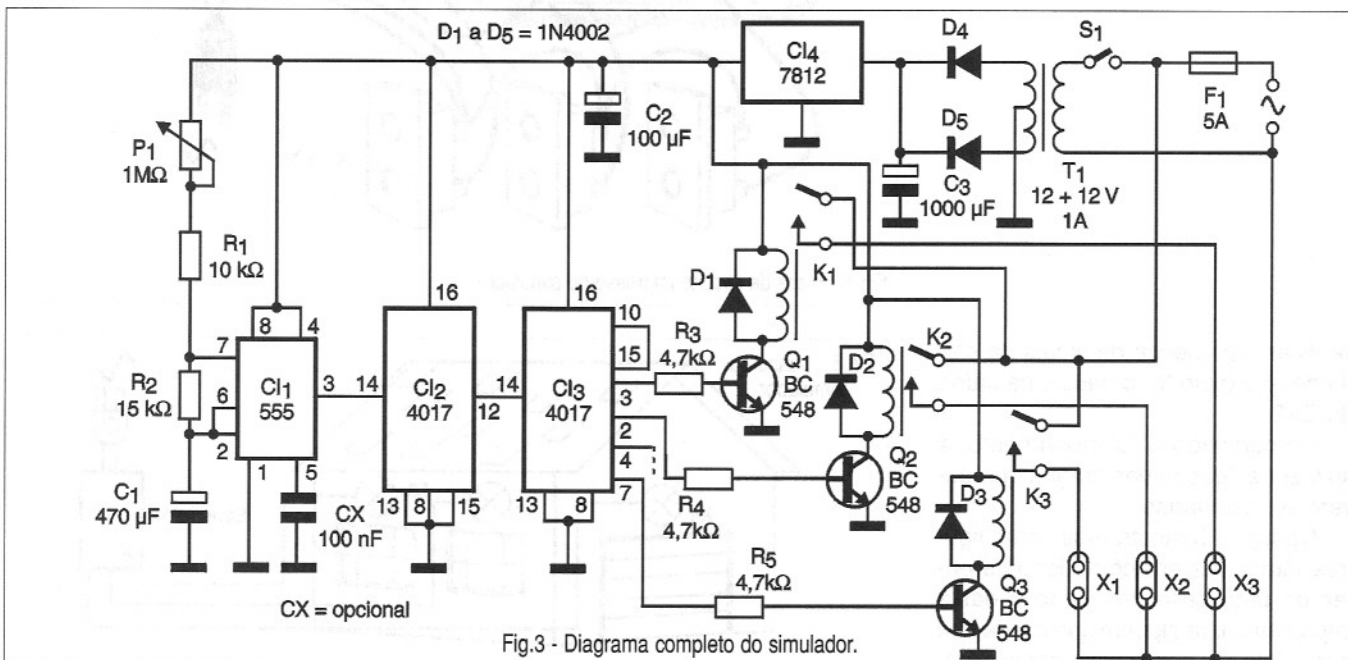 D1 a D5 = 1N4002
CI4
7812
D4
S1
F1
5A
D5
T1
12 + 12 V
1A
C2
100 µF
C3
1000 µF
P1
1MΩ
R1
10 kΩ
R2
15 kΩ
C1
470 µF
7
8
4
6
2
1
5
3
CI1
555
CX
100 nF
14
16
CI2
4017
12
13
8
15
14
16
CI3
4017
10
15
3
2
4
7
13
8
R3
4,7kΩ
R4
4,7kΩ
R5
4,7kΩ
D1
K1
Q1
BC
548
D2
K2
Q2
BC
548
D3
K3
Q3
BC
548
X1
X2
X3
CX = opcional
Fig.3 - Diagrama completo do simulador.